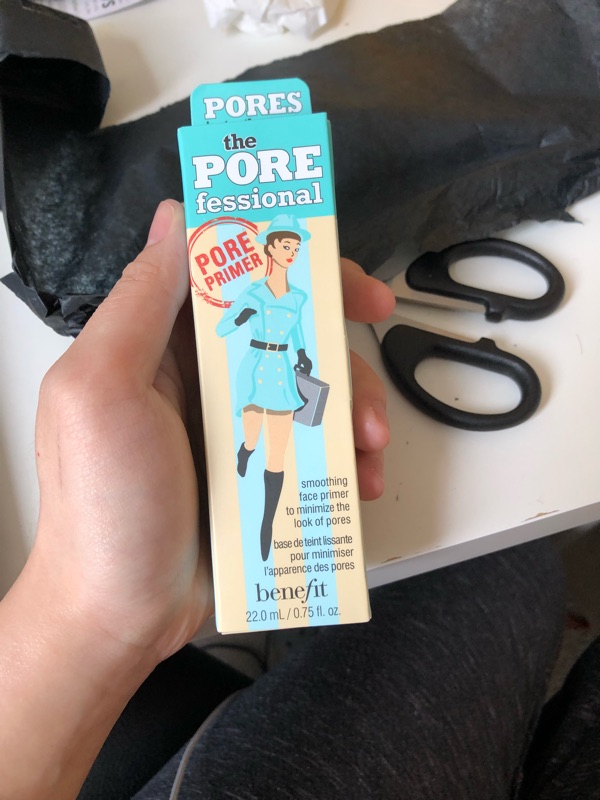 PORES
the
PORE
fessional
PORE
PRIMER
smoothing
face primer
to minimize the
look of pores
base de teint lissante
pour minimiser
l'apparence des pores
benefit
22.0 mL / 0.75 fl. oz.